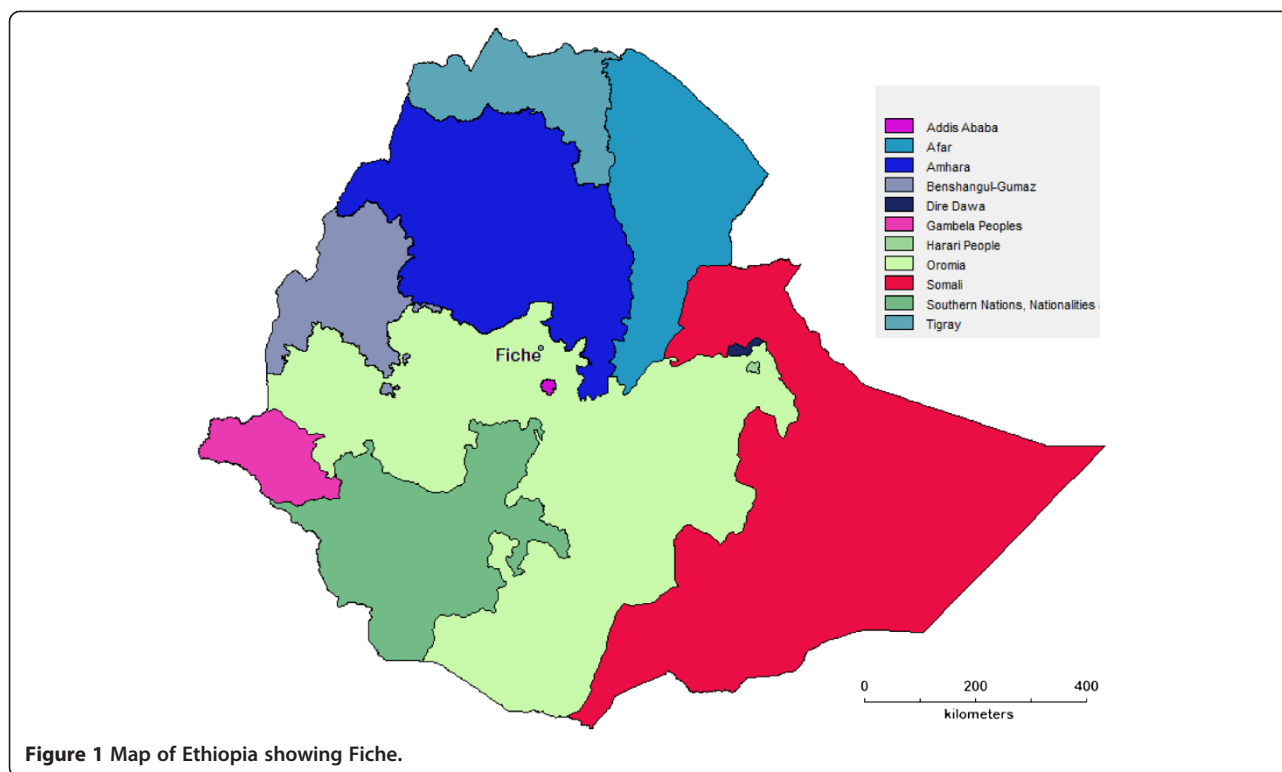 Addis Ababa
Afar
Amhara
Benshangul-Gumaz
Dire Dawa
Gambela Peoples
Harari People
Oromia
Somali
Southern Nations, Nationalities
Tigray
Fiche
0 200 400
kilometers
Figure 1 Map of Ethiopia showing Fiche.